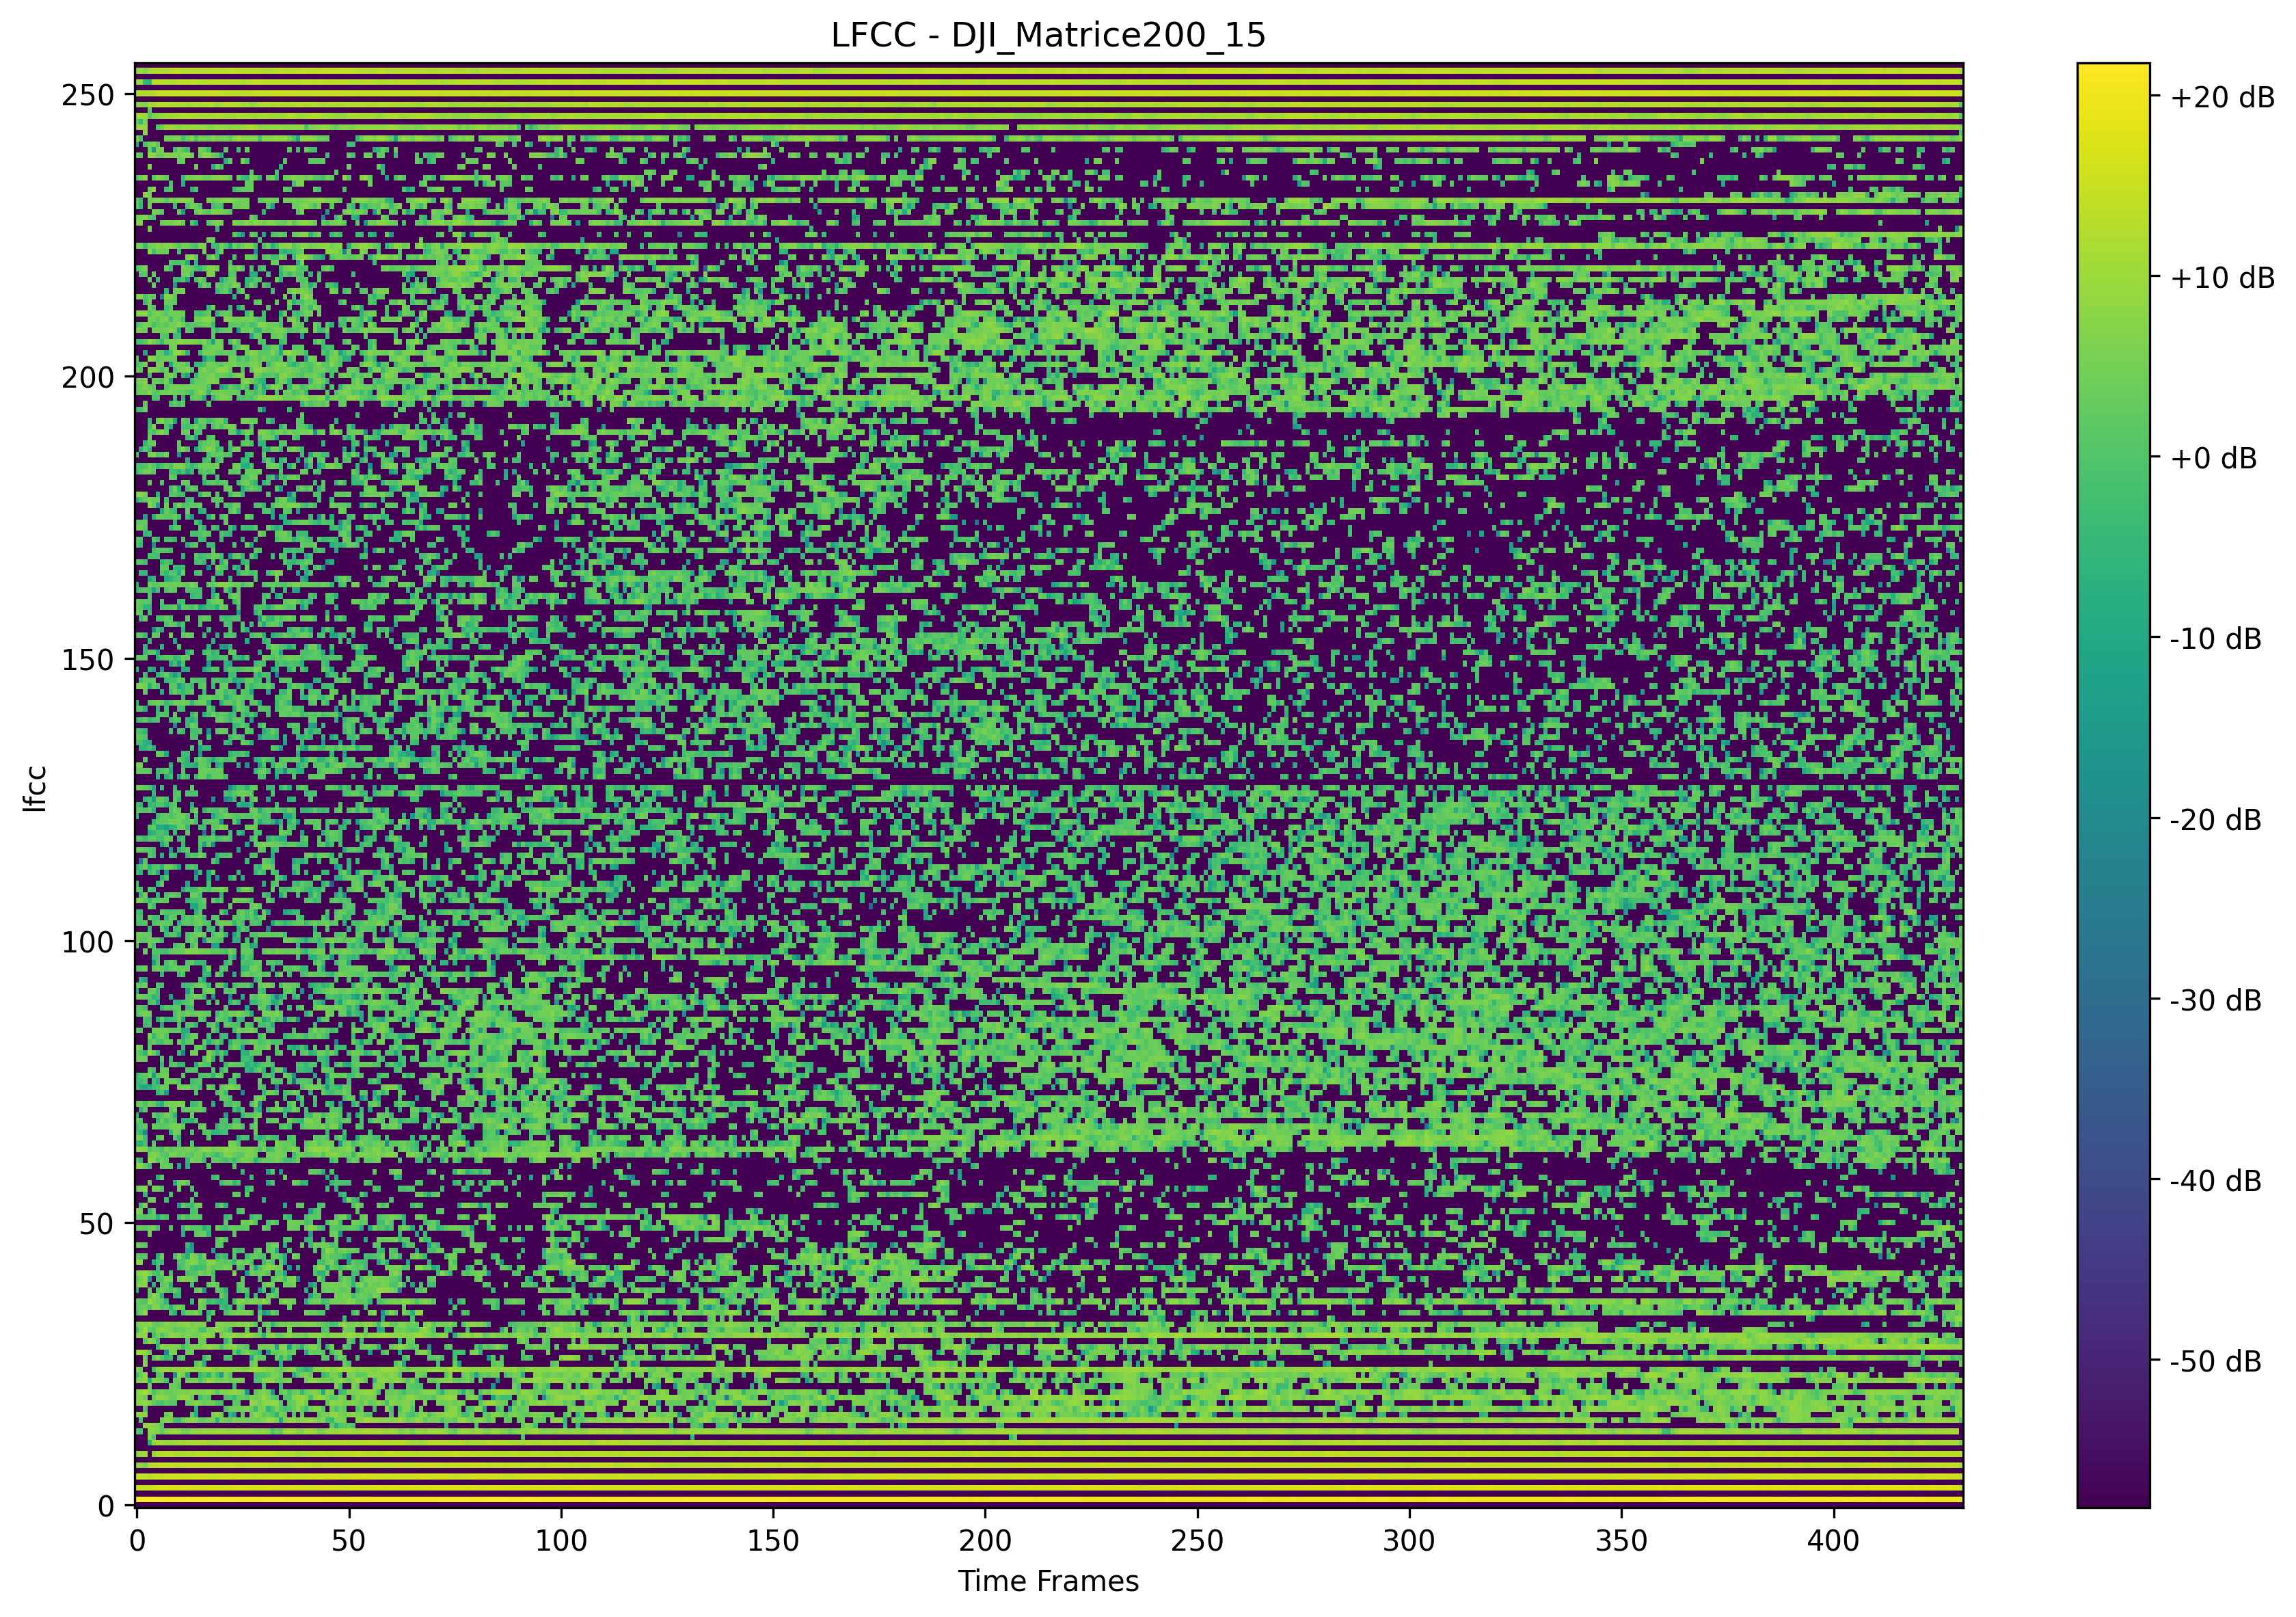 LFCC - DJI_Matrice200_15
lfcc
250
200
150
100
50
0
0 50 100 150 200 250 300 350 400
Time Frames
+20 dB
+10 dB
+0 dB
-10 dB
-20 dB
-30 dB
-40 dB
-50 dB